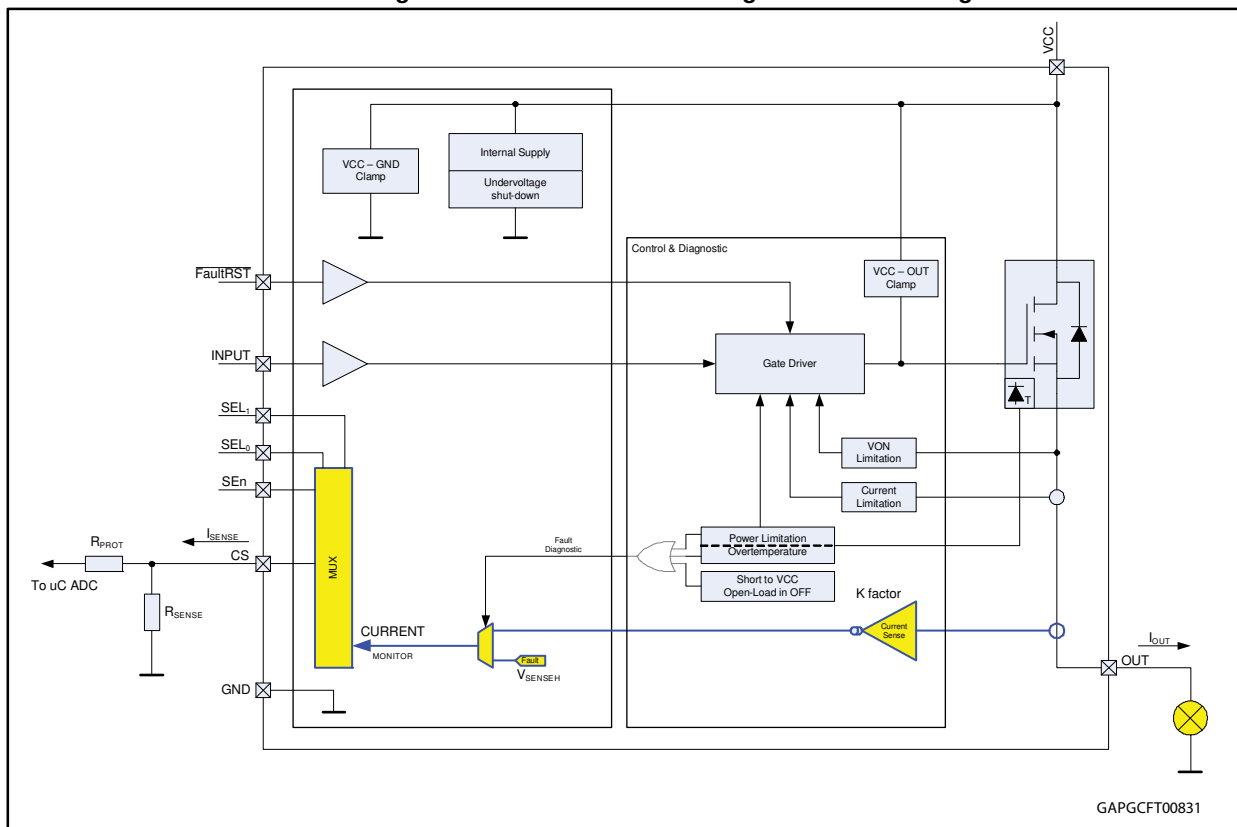 VCC
VCC – GND
Clamp
Internal Supply
Undervoltage
shut-down
Control & Diagnostic
VCC – OUT
Clamp
FaultRST
INPUT
Gate Driver
T
SEL1
SEL0
SEn
VON
Limitation
Current
Limitation
ISENSE
RPROT
CS
To uC ADC
RSENSE
MUX
Fault
Diagnostic
Power Limitation
Overtemperature
Short to VCC
Open-Load in OFF
K factor
Current
Sense
CURRENT
MONITOR
Fault
VSENSEH
IOUT
OUT
GND
GAPGCFT00831